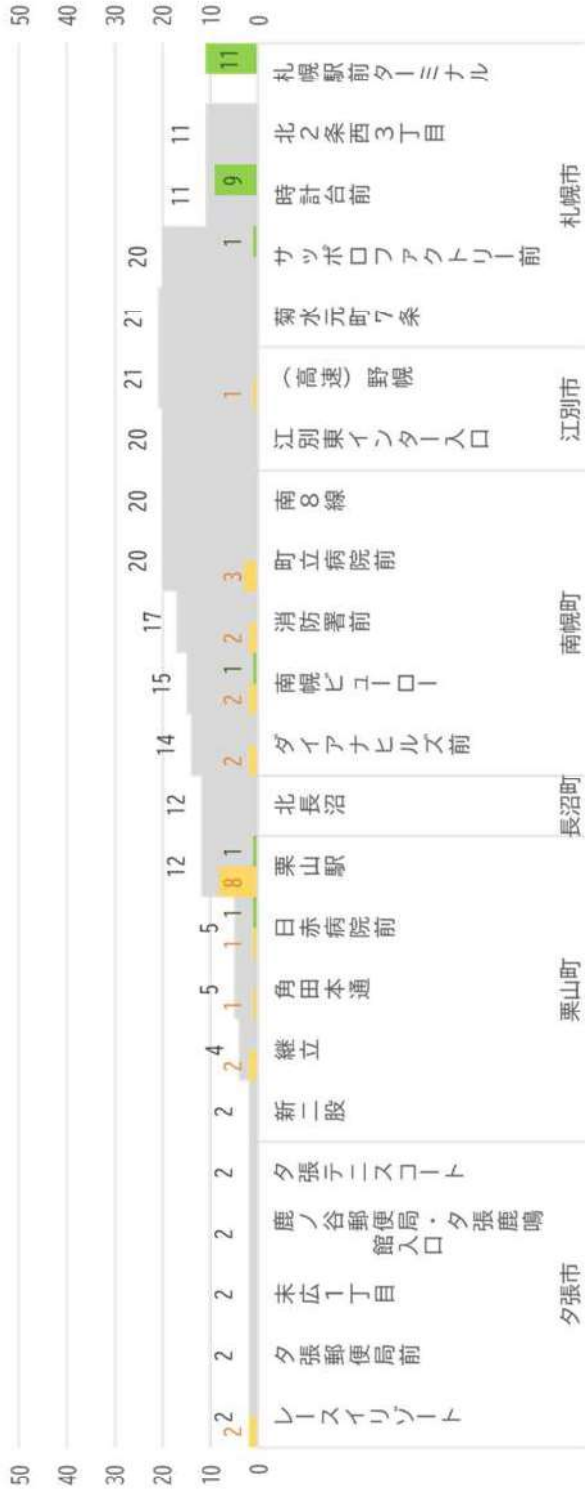 50
40
30
20
10
0
50
40
30
20
10
0
2
2
2
2
2
2
2
2
4
1
5
1
1
5
8
1
12
12
2
14
2
1
15
2
17
3
20
20
20
1
21
21
1
20
9
11
11
11
レースイリゾート
夕張郵便局前
末広1丁目
鹿ノ谷郵便局・夕張鹿鳴
館入口
夕張テニスコート
新二股
継立
角田本通
日赤病院前
栗山駅
北長沼
ダイアナヒルズ前
南幌ビューロー
消防署前
町立病院前
南8線
江別東インター入口
（高速）野幌
菊水元町7条
サッポロファクトリー前
時計台前
北2条西3丁目
札幌駅前ターミナル
夕張市
栗山町
長沼町
南幌町
江別市
札幌市